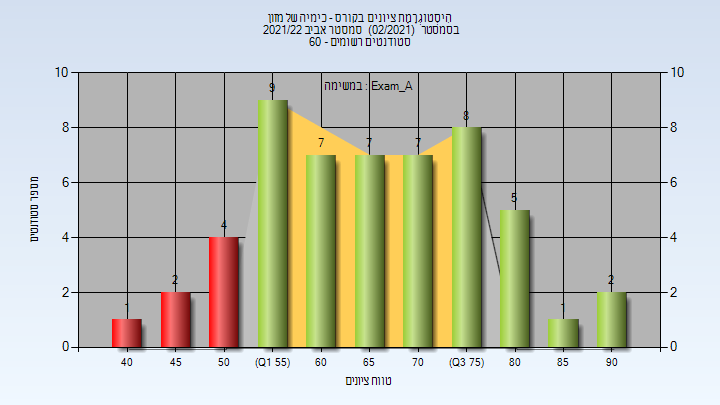 היסטוגרמת ציונים בקורס - כימיה של מזון
בסמסטר (02/2021) סמסטר אביב 2021/22
סטודנטים רשומים - 60
במשימה : Exam_A
מספר סטודנטים
10 10
8 8
6 6
4 4
2 2
0 0
1 2 4 9 7 7 7 8 5 1 2
40 45 50 (Q1 55) 60 65 70 (Q3 75) 80 85 90
טווח ציונים